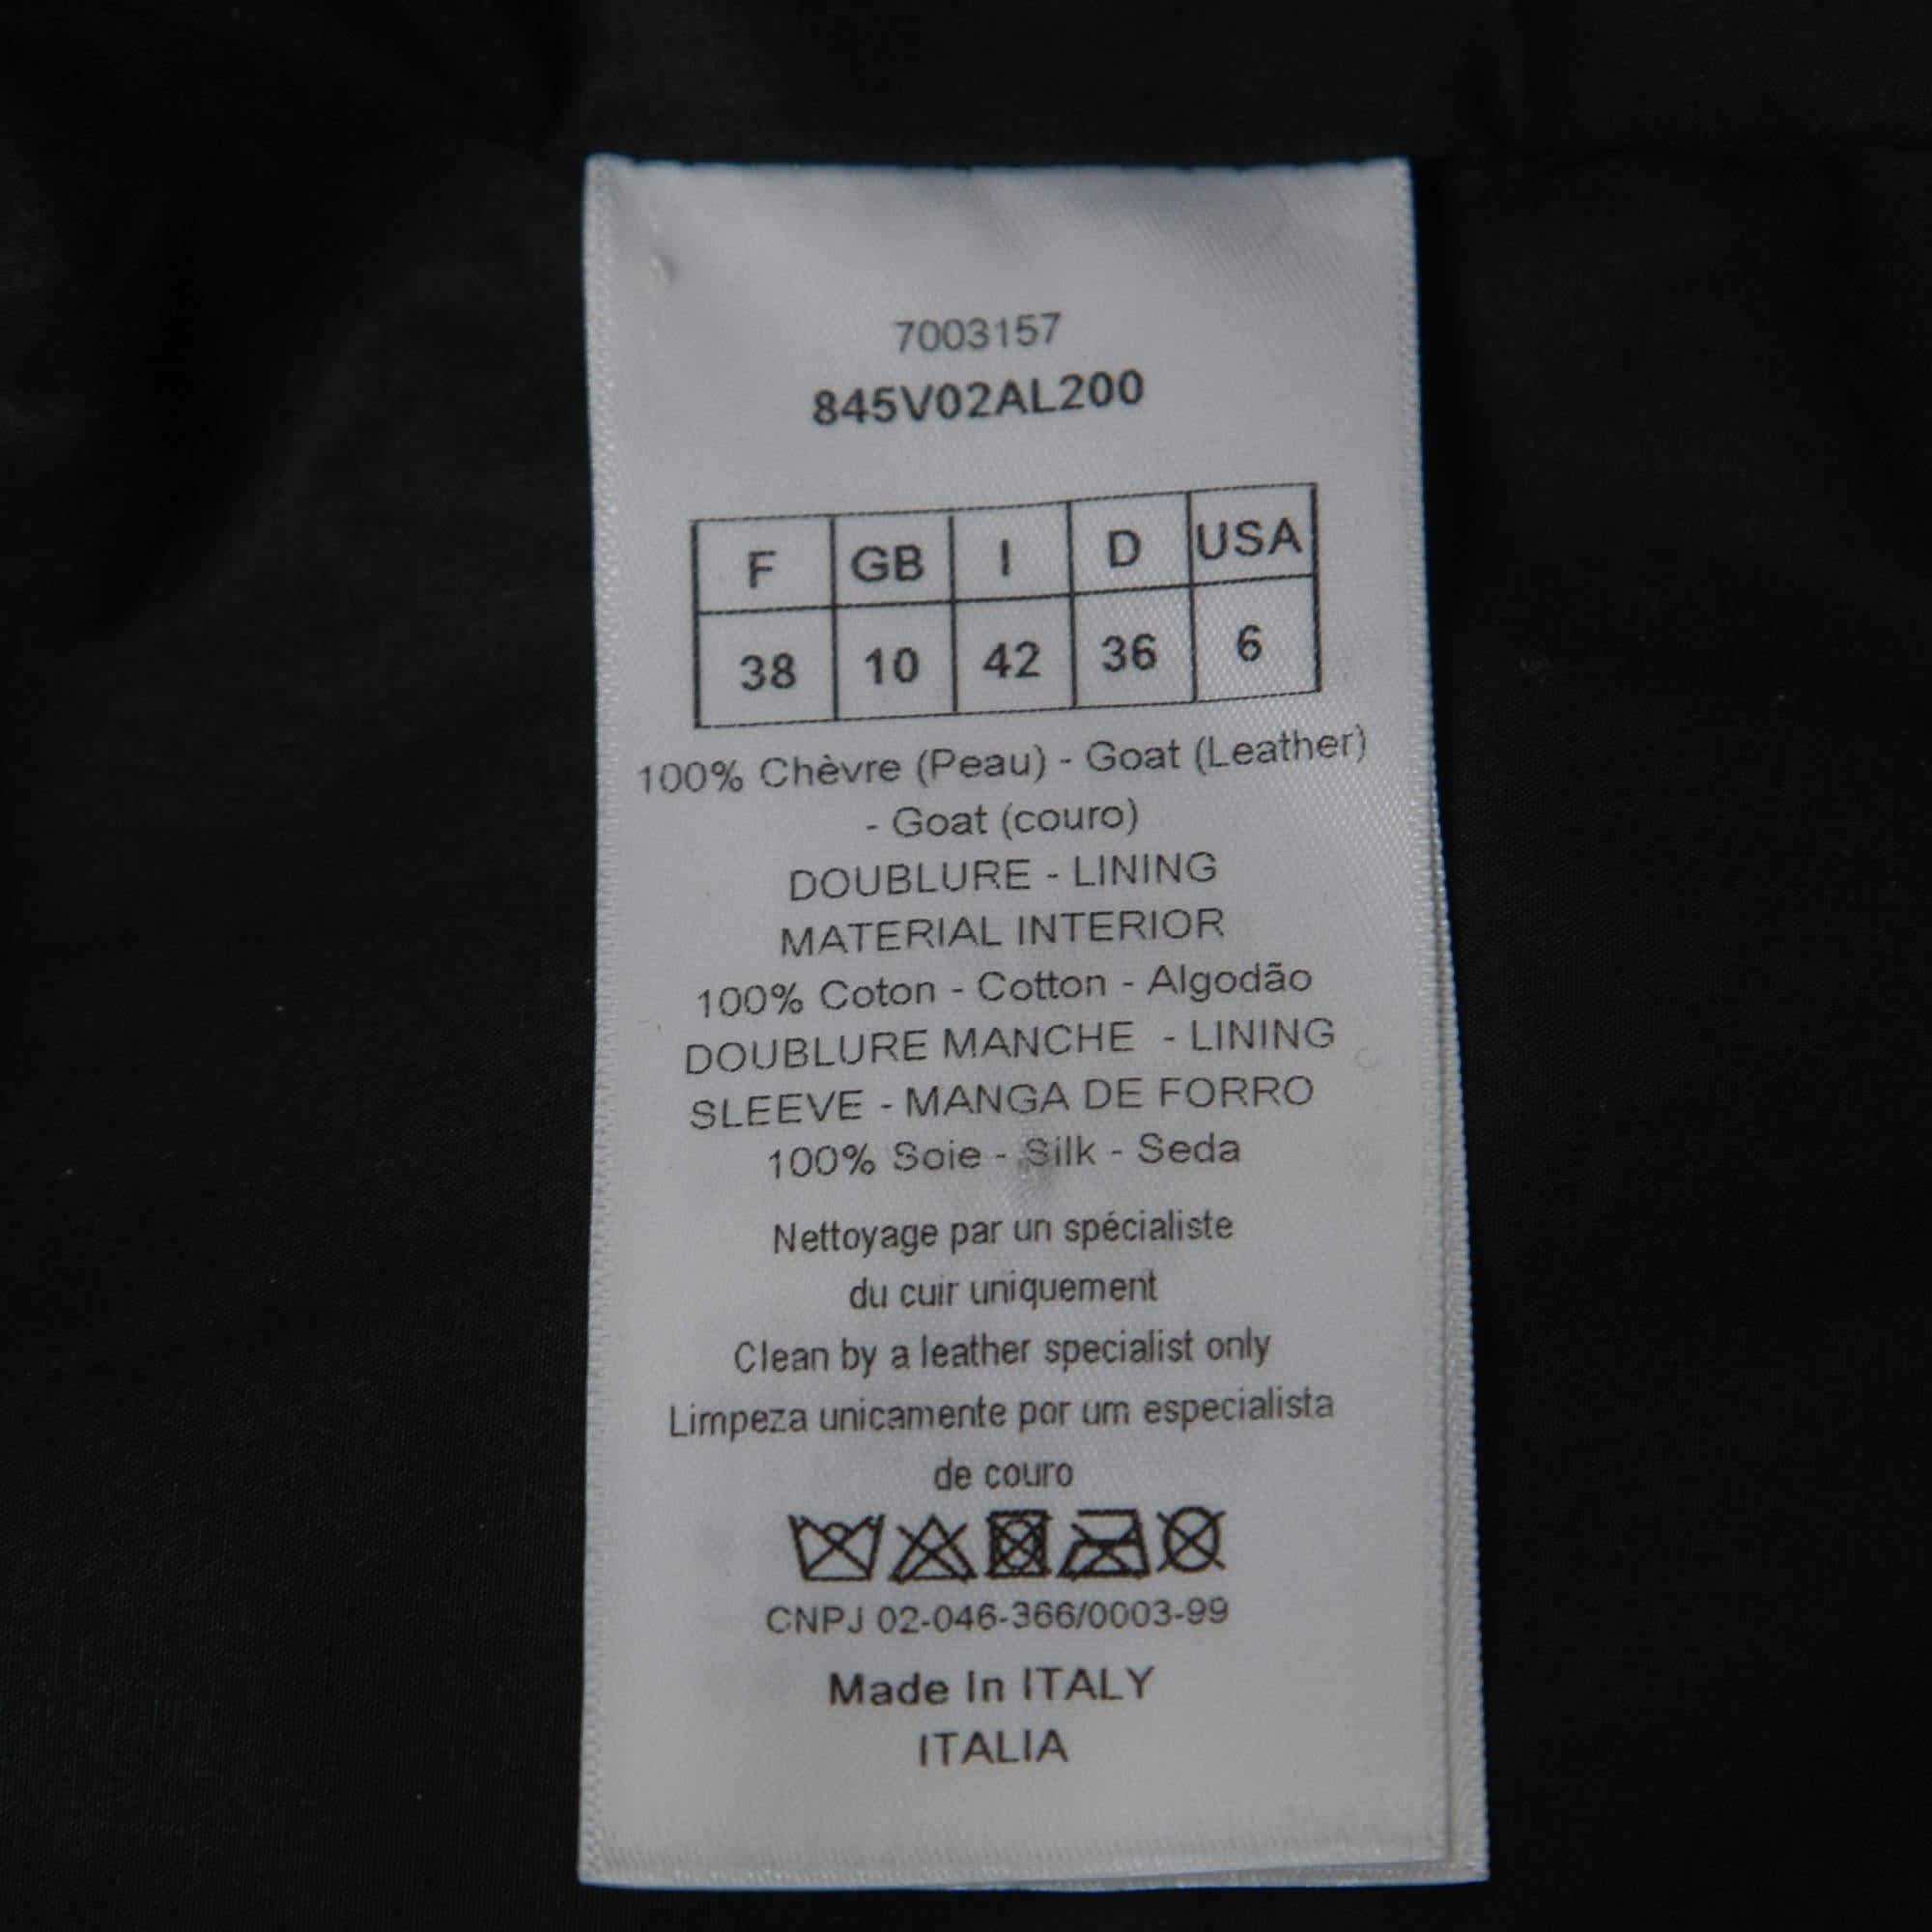 7003157
845V02AL200
F GB I D USA
38 10 42 36 6
100% Chèvre (Peau) - Goat (Leather)
- Goat (couro)
DOUBLURE - LINING
MATERIAL INTERIOR
100% Coton - Cotton - Algodão
DOUBLURE MANCHE - LINING
SLEEVE - MANGA DE FORRO
100% Soie - Silk - Seda
Nettoyage par un spécialiste
du cuir uniquement
Clean by a leather specialist only
Limpeza unicamente por um especialista
de couro
CNPJ 02-046-366/0003-99
Made In ITALY
ITALIA